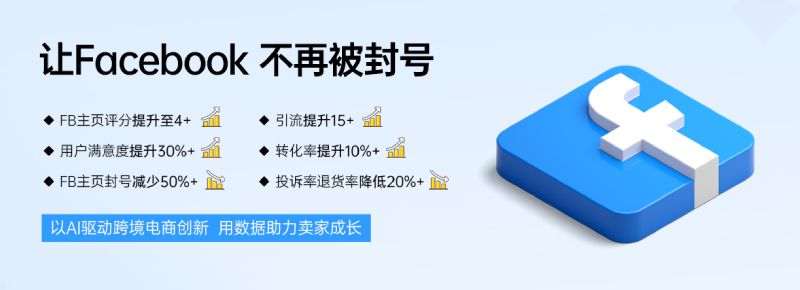 让Facebook 不再被封号
◆ FB主页评分提升至4+
◆ 引流提升15+
◆ 用户满意度提升30%+
◆ 转化率提升10%+
◆ FB主页封号减少50%+
◆ 投诉率退货率降低20%+
以AI驱动跨境电商创新 用数据助力卖家成长